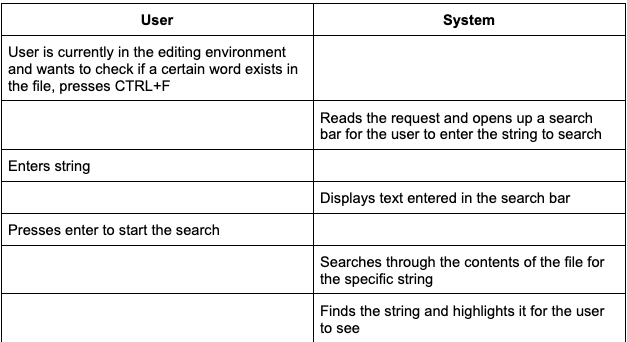 User System
User is currently in the editing environment
and wants to check if a certain word exists in
the file, presses CTRL+F
Reads the request and opens up a search
bar for the user to enter the string to search
Enters string
Displays text entered in the search bar
Presses enter to start the search
Searches through the contents of the file for
the specific string
Finds the string and highlights it for the user
to see